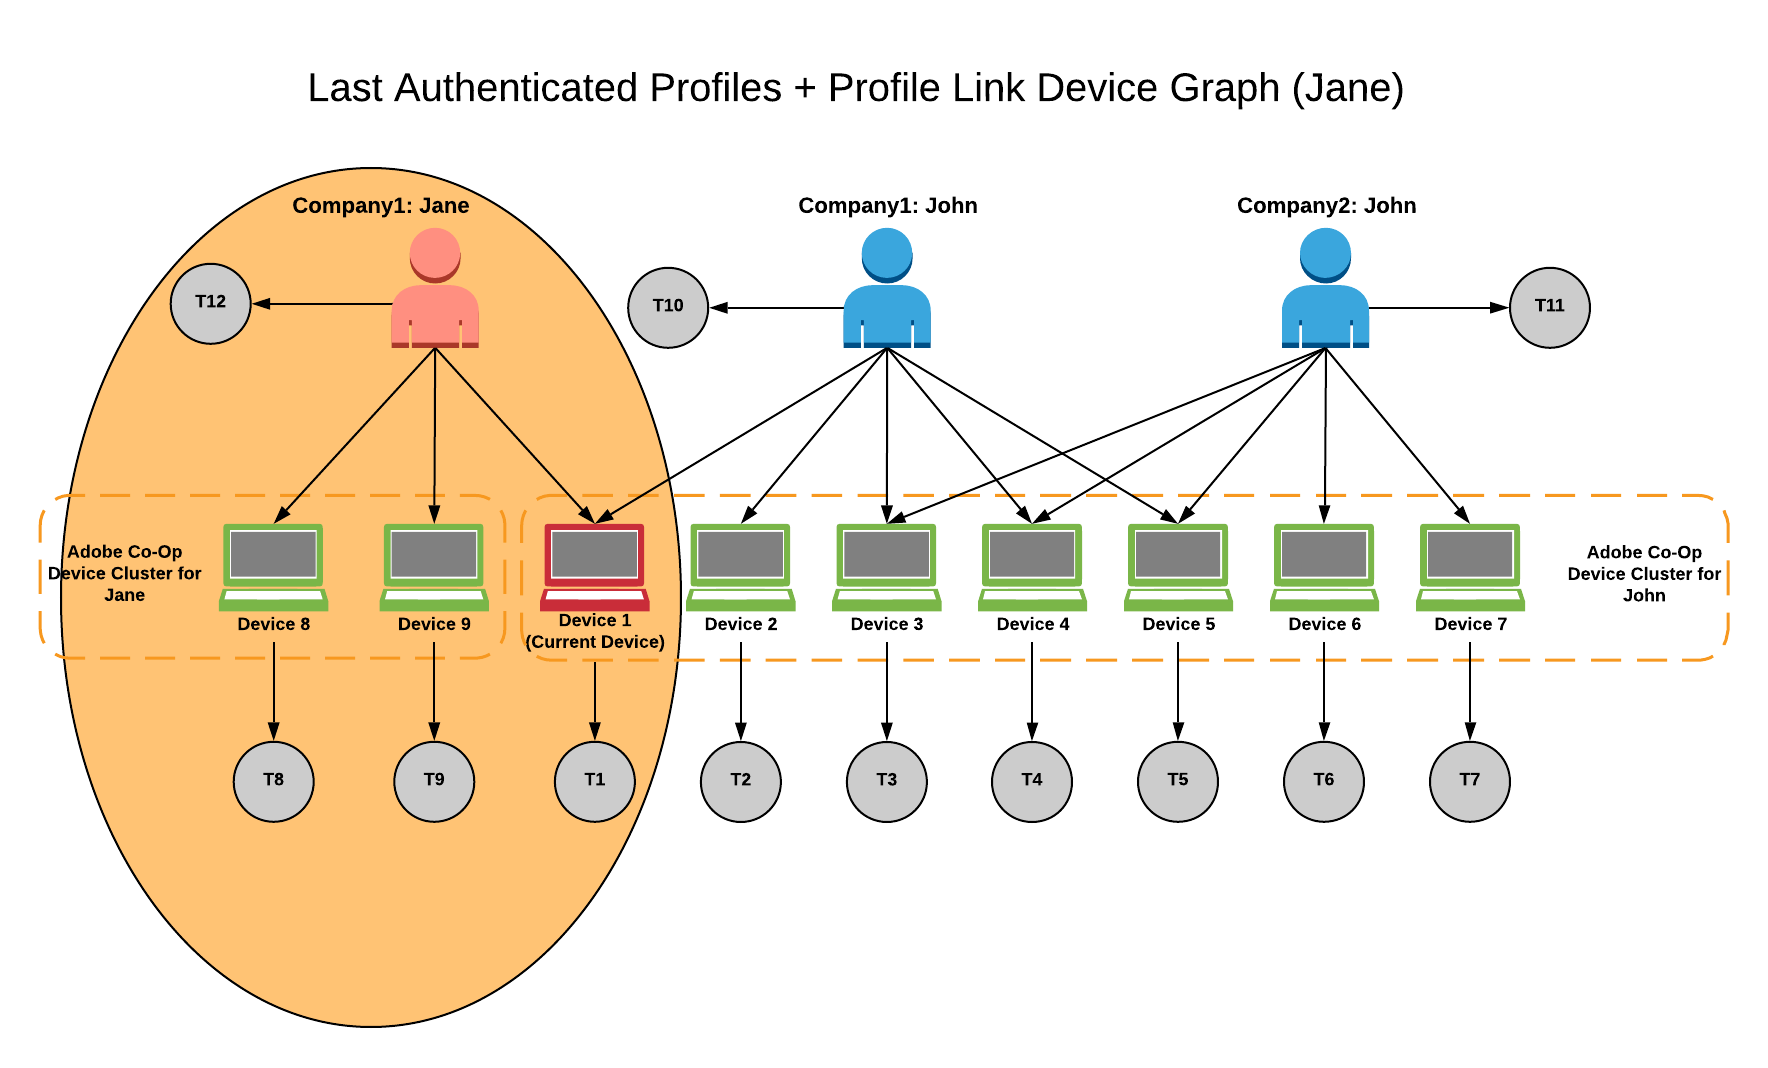 Last Authenticated Profiles + Profile Link Device Graph (Jane)
Company1: Jane
Company1: John
Company2: John
T12
T10
T11
Adobe Co-Op
Device Cluster for
Jane
Adobe Co-Op
Device Cluster for
John
Device 8
Device 9
Device 1
(Current Device)
Device 2
Device 3
Device 4
Device 5
Device 6
Device 7
T8
T9
T1
T2
T3
T4
T5
T6
T7